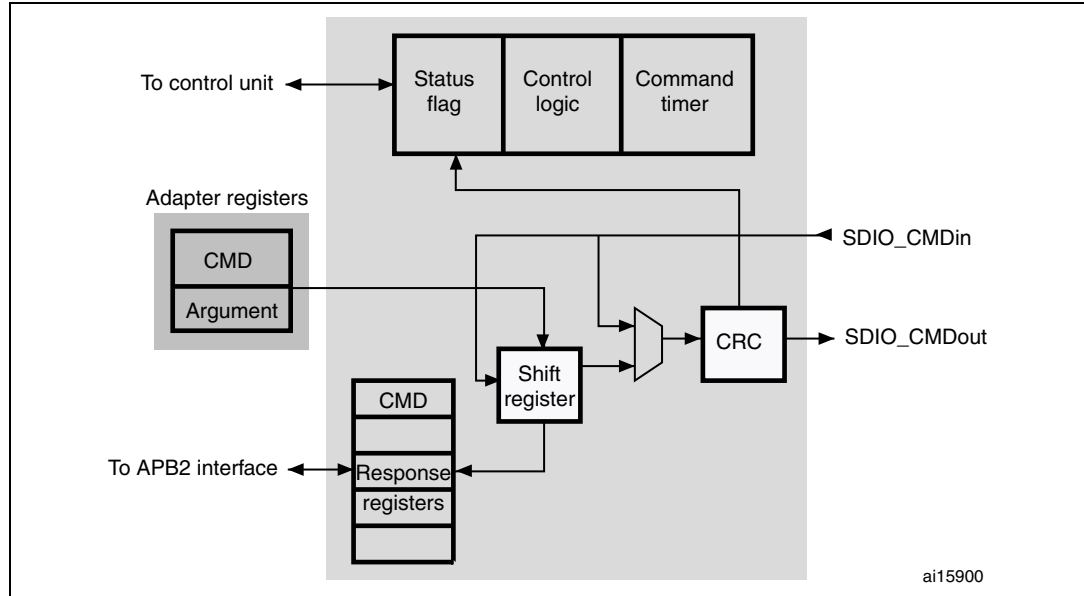 Status
flag
Control
logic
Command
timer
To control unit
Adapter registers
CMD
Argument
SDIO_CMDin
SDIO_CMDout
CRC
Shift
register
CMD
Response
registers
To APB2 interface
ai15900